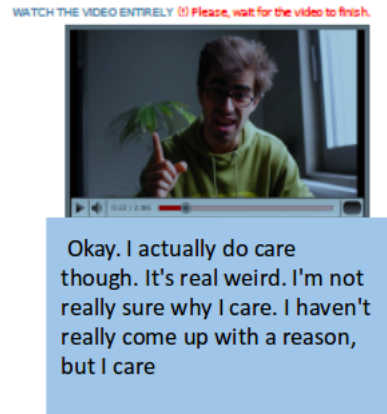 WATCH THE VIDEO ENTIRELY (!) Please, wait for the video to finish.
Okay. I actually do care
though. It's real weird. I'm not
really sure why I care. I haven't
really come up with a reason,
but I care